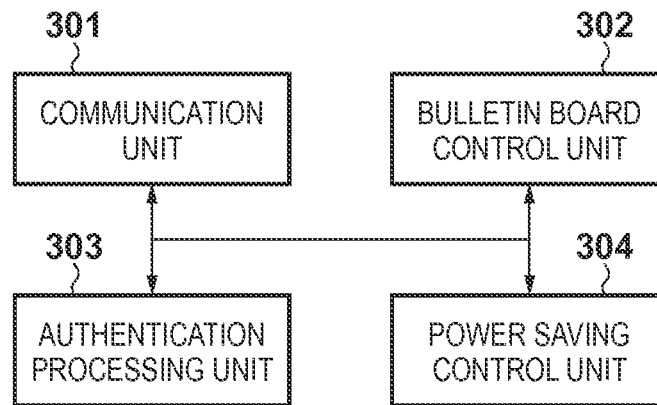 301
COMMUNICATION
UNIT
302
BULLETIN BOARD
CONTROL UNIT
303
AUTHENTICATION
PROCESSING UNIT
304
POWER SAVING
CONTROL UNIT